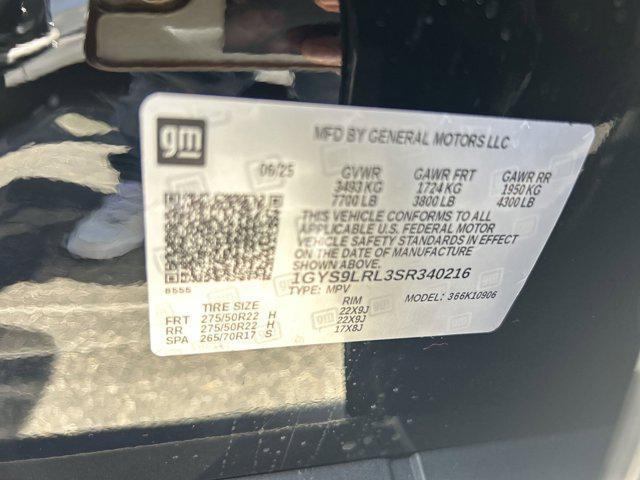 gm
MFD BY GENERAL MOTORS LLC
06/25 GVWR GAWR FRT GAWR RR
3493 KG 1724 KG 1950 KG
7700 LB 3800 LB 4300 LB
THIS VEHICLE CONFORMS TO ALL
APPLICABLE U.S. FEDERAL MOTOR
VEHICLE SAFETY STANDARDS IN EFFECT
ON THE DATE OF MANUFACTURE
SHOWN ABOVE.
1GYS9LRL3SR340216
TYPE: MPV MODEL: 366K10906
8555
TIRE SIZE RIM
FRT 275/50R22 H 22X9J
RR 275/50R22 H 22X9J
SPA 265/70R17 S 17X8J